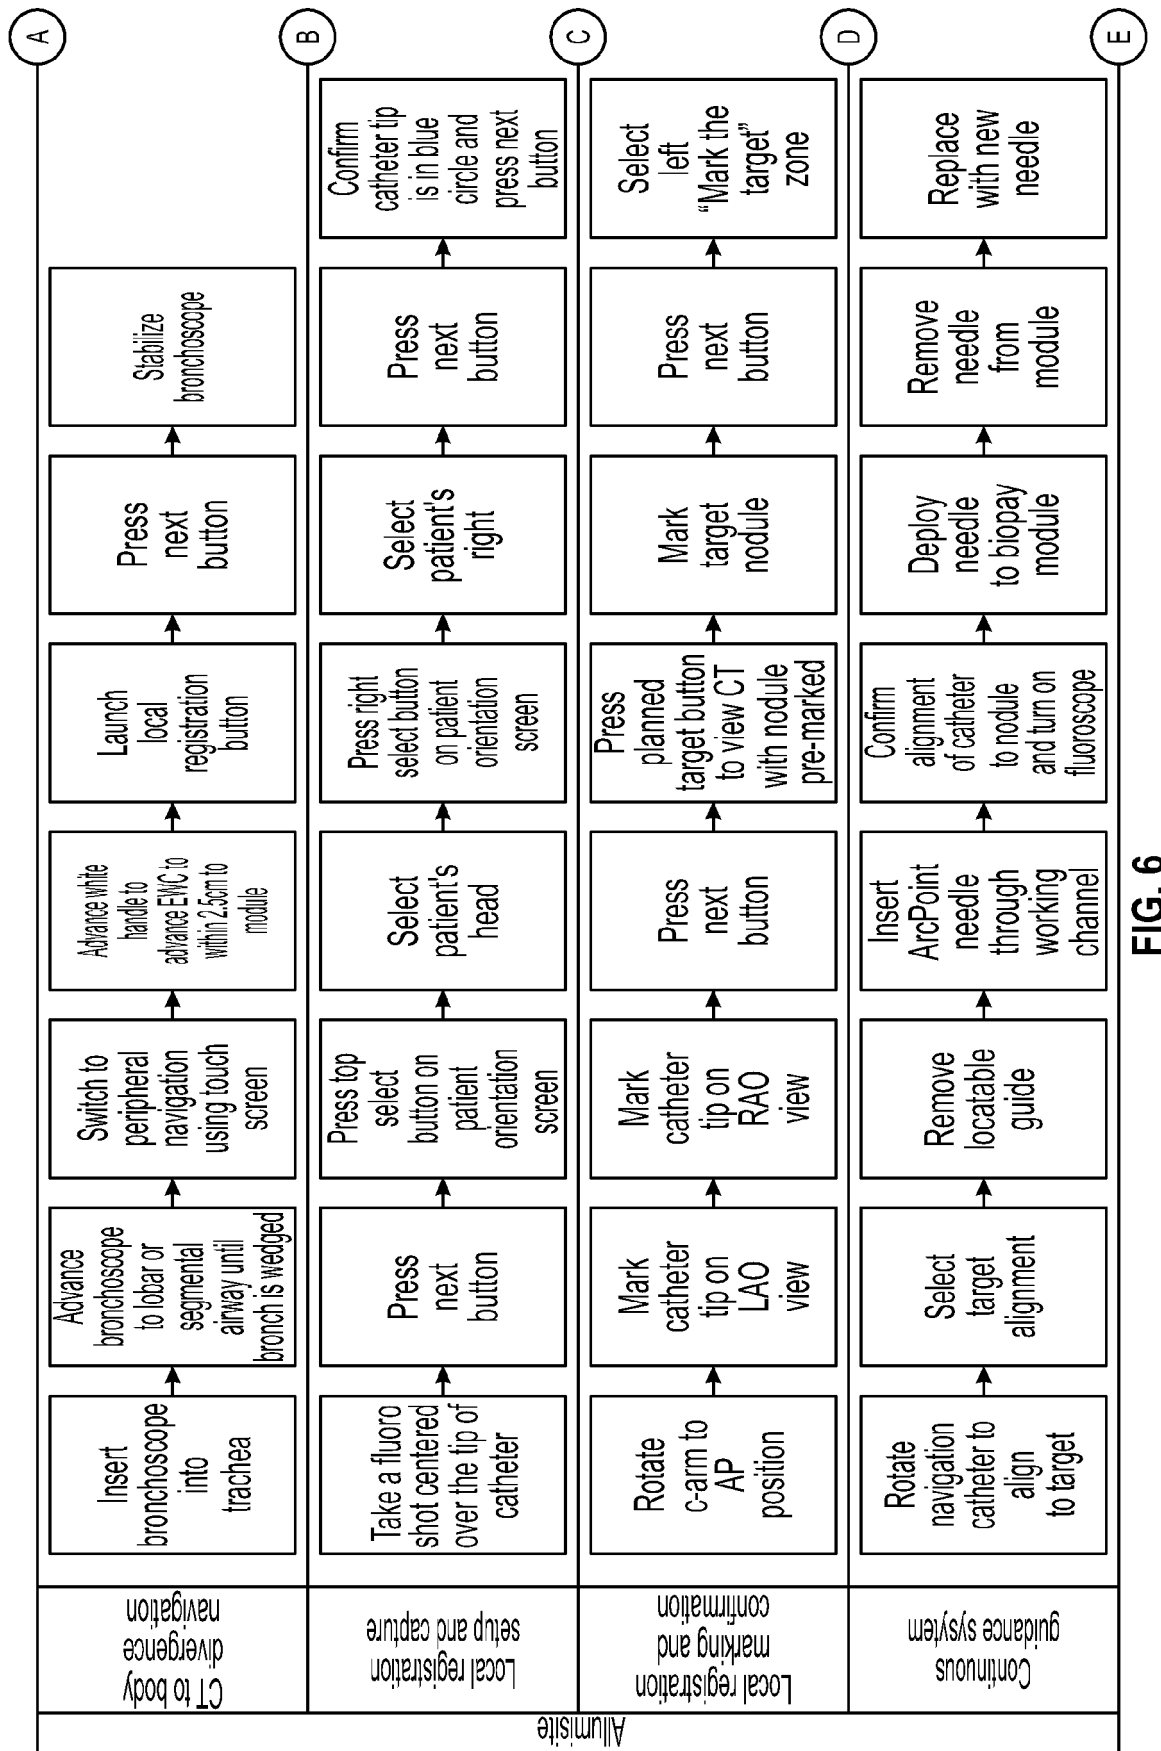 Allumisite
CT to body
divergence
navigation
Insert
bronchoscope
into
trachea
Advance
bronchoscope
to lobar or
segmental
airway until
bronch is wedged
Switch to
peripheral
navigation
using touch
screen
Advance white
handle to
advance EWC to
within 2.5cm to
module
Launch
local
registration
button
Press
next
button
Stabilize
bronchoscope
A
Local registration
setup and capture
Take a fluoro
shot centered
over the tip of
catheter
Press
next
button
Press top
select
button on
patient
orientation
screen
Select
patient's
head
Press right
select button
on patient
orientation
screen
Select
patient's
right
Press
next
button
Confirm
catheter tip
is in blue
circle and
press next
button
B
Local registration
marking and
confirmation
Rotate
c-arm to
AP
position
Mark
catheter
tip on
LAO
view
Mark
catheter
tip on
RAO
view
Press
next
button
Press
planned
target button
to view CT
with nodule
pre-marked
Mark
target
nodule
Press
next
button
Select
left
“Mark the
target”
zone
C
Continuous
guidance sysytem
Rotate
navigation
catheter to
align
to target
Select
target
alignment
Remove
locatable
guide
Insert
ArcPoint
needle
through
working
channel
Confirm
alignment
of catheter
to nodule
and turn on
fluoroscope
Deploy
needle
to biopay
module
Remove
needle
from
module
Replace
with new
needle
D
E
FIG. 6